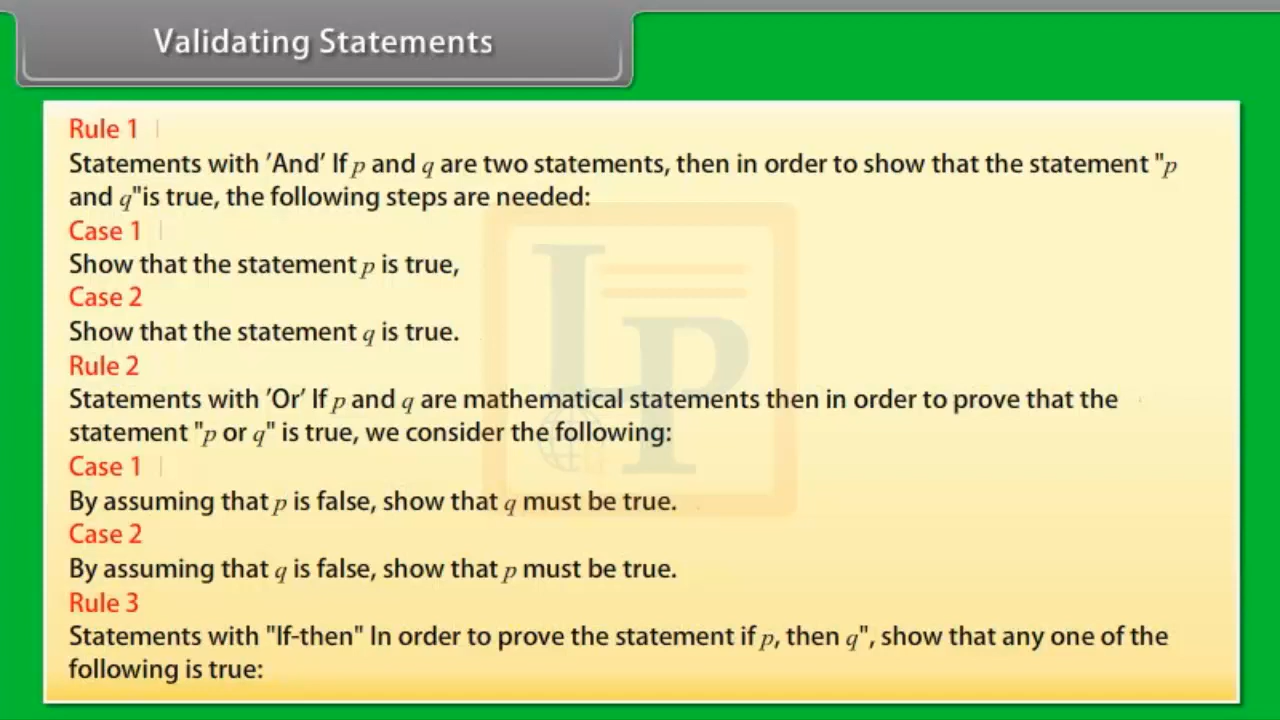 Validating Statements
Rule 1
Statements with 'And' If p and q are two statements, then in order to show that the statement "p
and q"is true, the following steps are needed:
Case 1
Show that the statement p is true,
Case 2
Show that the statement q is true.
Rule 2
Statements with 'Or' If p and q are mathematical statements then in order to prove that the
statement "p or q" is true, we consider the following:
Case 1
By assuming that p is false, show that q must be true.
Case 2
By assuming that q is false, show that p must be true.
Rule 3
Statements with "If-then" In order to prove the statement if p, then q", show that any one of the
following is true:
LP